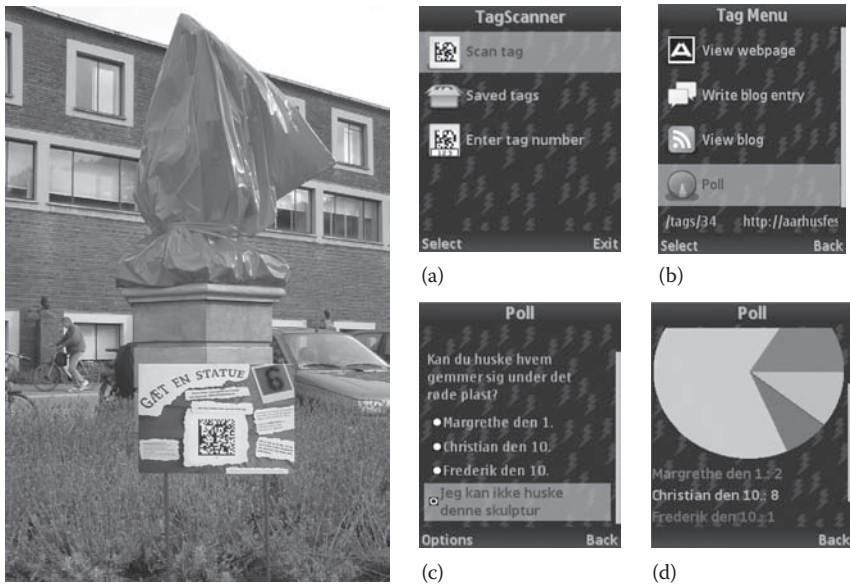 GÆT EN STATUE
6
TagScanner
Scan tag
Saved tags
Enter tag number
Select Exit
(a)
Tag Menu
View webpage
Write blog entry
View blog
Poll
/tags/34 http://aarhusfes
Select Back
(b)
Poll
Kan du huske hvem
gemmer sig under det
røde plast?
Margrethe den 1.
Christian den 10.
Frederik den 10.
Jeg kan ikke huske
denne skulptur
Options Back
(c)
Poll
Margrethe den 1.: 2
Christian den 10.: 8
Frederik den 10.: 1
Back
(d)